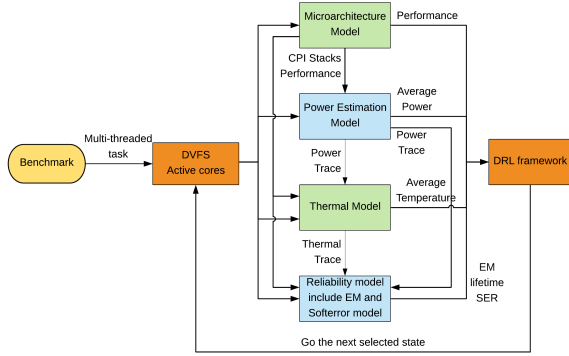 Microarchitecture
Model
Performance
CPI Stacks
Performance
Average
Power
Power Estimation
Model
Power
Trace
Multi-threaded
task
Benchmark
DVFS
Active cores
Power
Trace
DRL framework
Average
Temperature
Thermal Model
Thermal
Trace
Reliability model
include EM and
Softerror model
EM
lifetime
SER
Go the next selected state